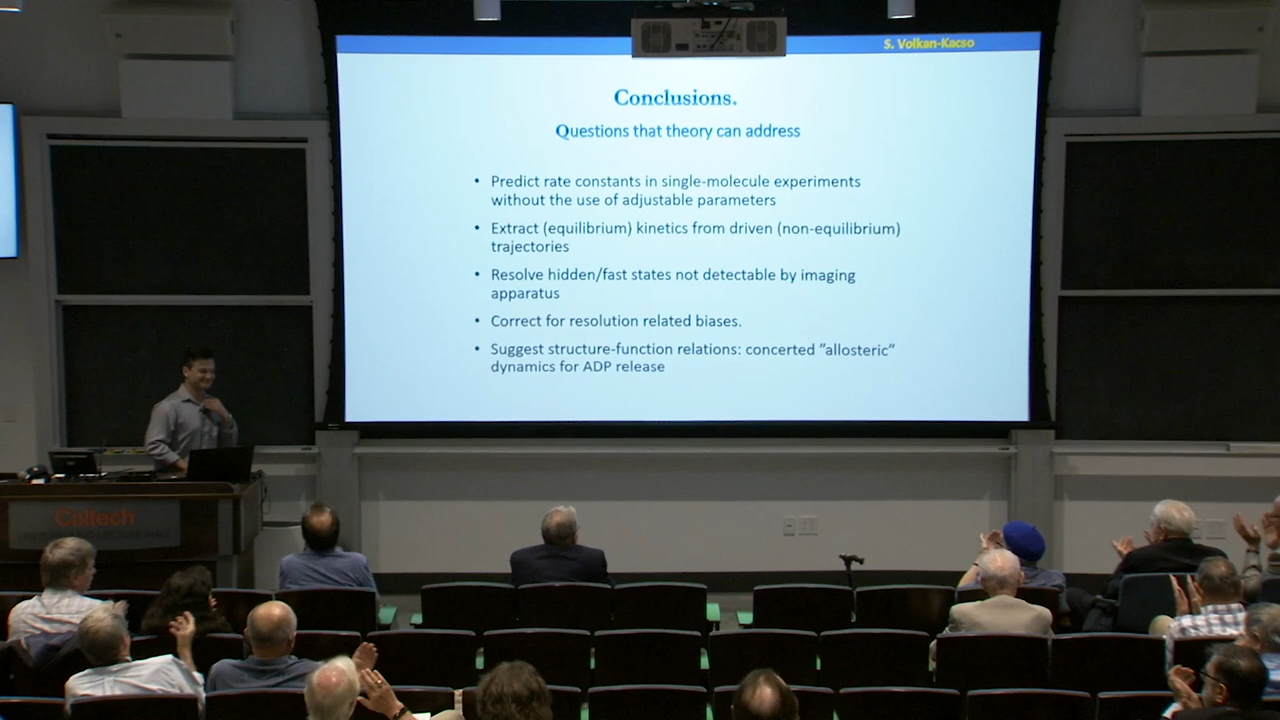 S. Volkan-Kacso
Conclusions.
Questions that theory can address
• Predict rate constants in single-molecule experiments
without the use of adjustable parameters
• Extract (equilibrium) kinetics from driven (non-equilibrium)
trajectories
• Resolve hidden/fast states not detectable by imaging
apparatus
• Correct for resolution related biases.
• Suggest structure-function relations: concerted "allosteric"
dynamics for ADP release
Caltech